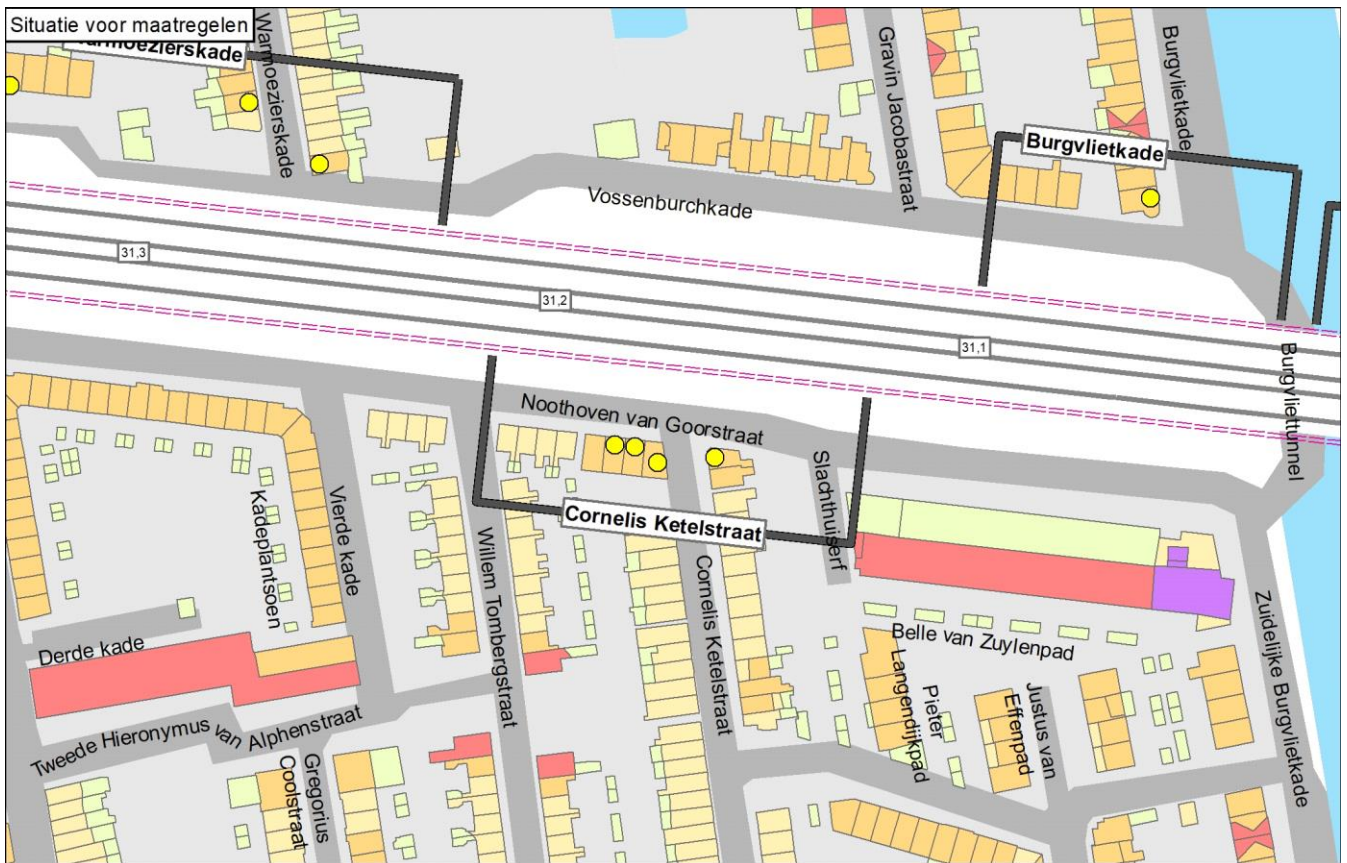 Situatie voor maatregelen
Warmoezierskade
Gravin Jacobastraat
Burgvlietkade
Burgvlietkade
Vossenburchkade
31,3
31,2
31,1
Burgvliettunnel
Noothoven van Goorstraat
Slachthuiserf
Cornelis Ketelstraat
Vierde kade
Kadeplantsoen
Willem Tombergstraat
Cornelis Ketelstraat
Derde kade
Belle van Zuylenpad
Zuidelijke Burgvlietkade
Pieter
Langendijkpad
Justus van
Effenpad
Tweede Hieronymus van Alphenstraat
Gregorius
Coolstraat